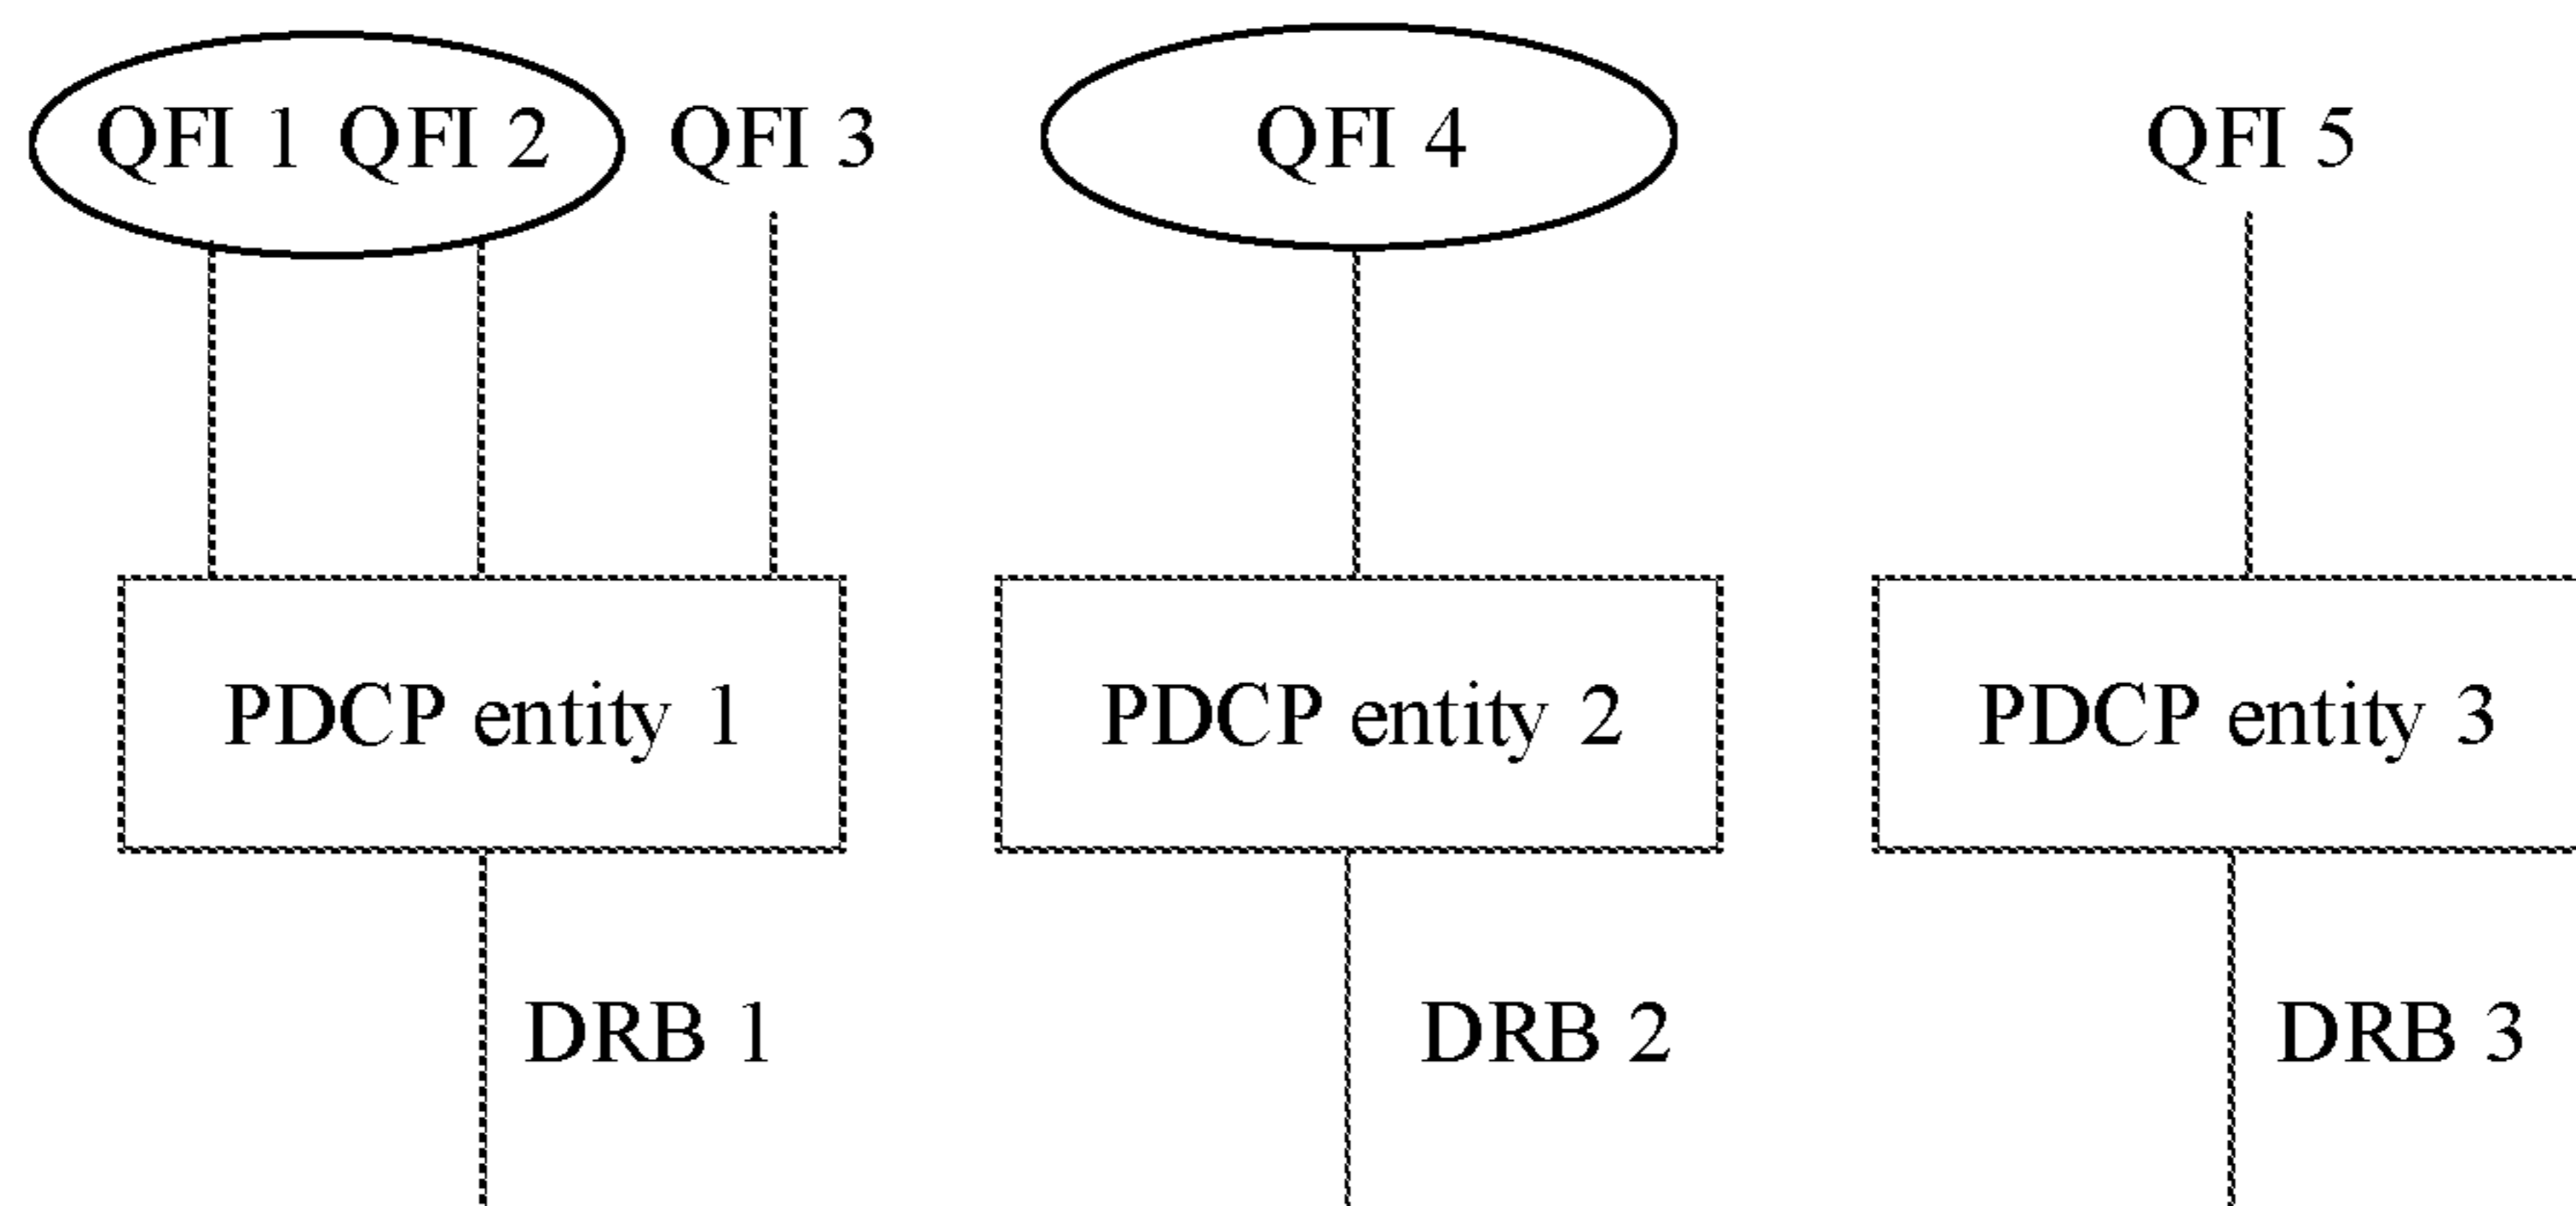 QFI 1 QFI 2 QFI 3 QFI 4 QFI 5
PDCP entity 1 PDCP entity 2 PDCP entity 3
DRB 1 DRB 2 DRB 3